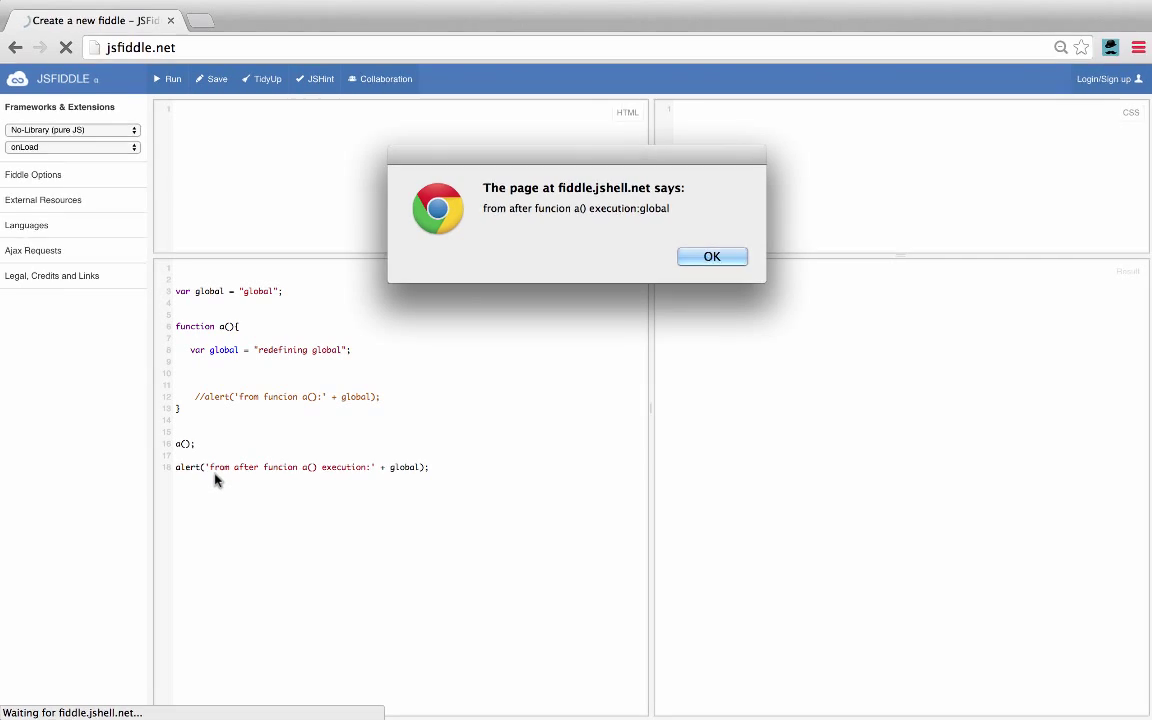 Create a new fiddle – JSFid
jsfiddle.net
JSFIDDLE α
Run
Save
TidyUp
JSHint
Collaboration
Login/Sign up
Frameworks & Extensions
No-Library (pure JS)
onLoad
Fiddle Options
External Resources
Languages
Ajax Requests
Legal, Credits and Links
1
HTML
1
CSS
The page at fiddle.jshell.net says:
from after funcion a() execution:global
OK
Result
1
2
3 var global = "global";
4
5
6 function a(){
7
8 var global = "redefining global";
9
10
11
12 //alert('from funcion a():' + global);
13 }
14
15
16 a();
17
18 alert('from after funcion a() execution:' + global);
Waiting for fiddle.jshell.net...